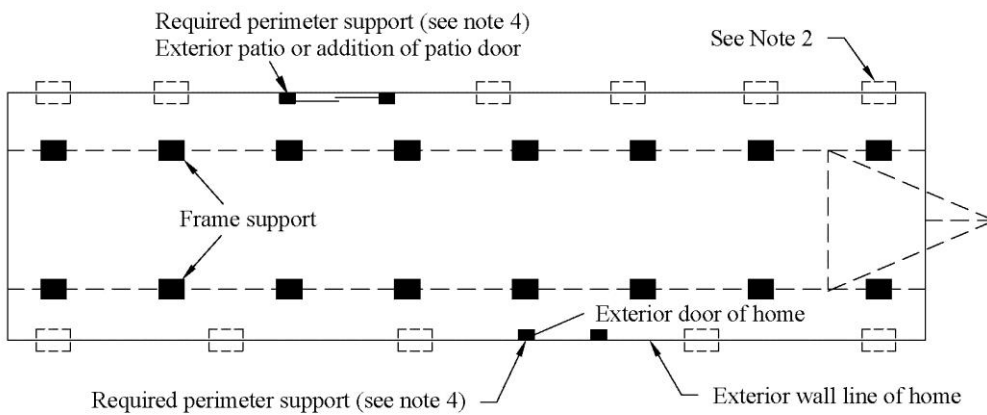 Required perimeter support (see note 4)
Exterior patio or addition of patio door
See Note 2
Frame support
Exterior door of home
Required perimeter support (see note 4)
Exterior wall line of home